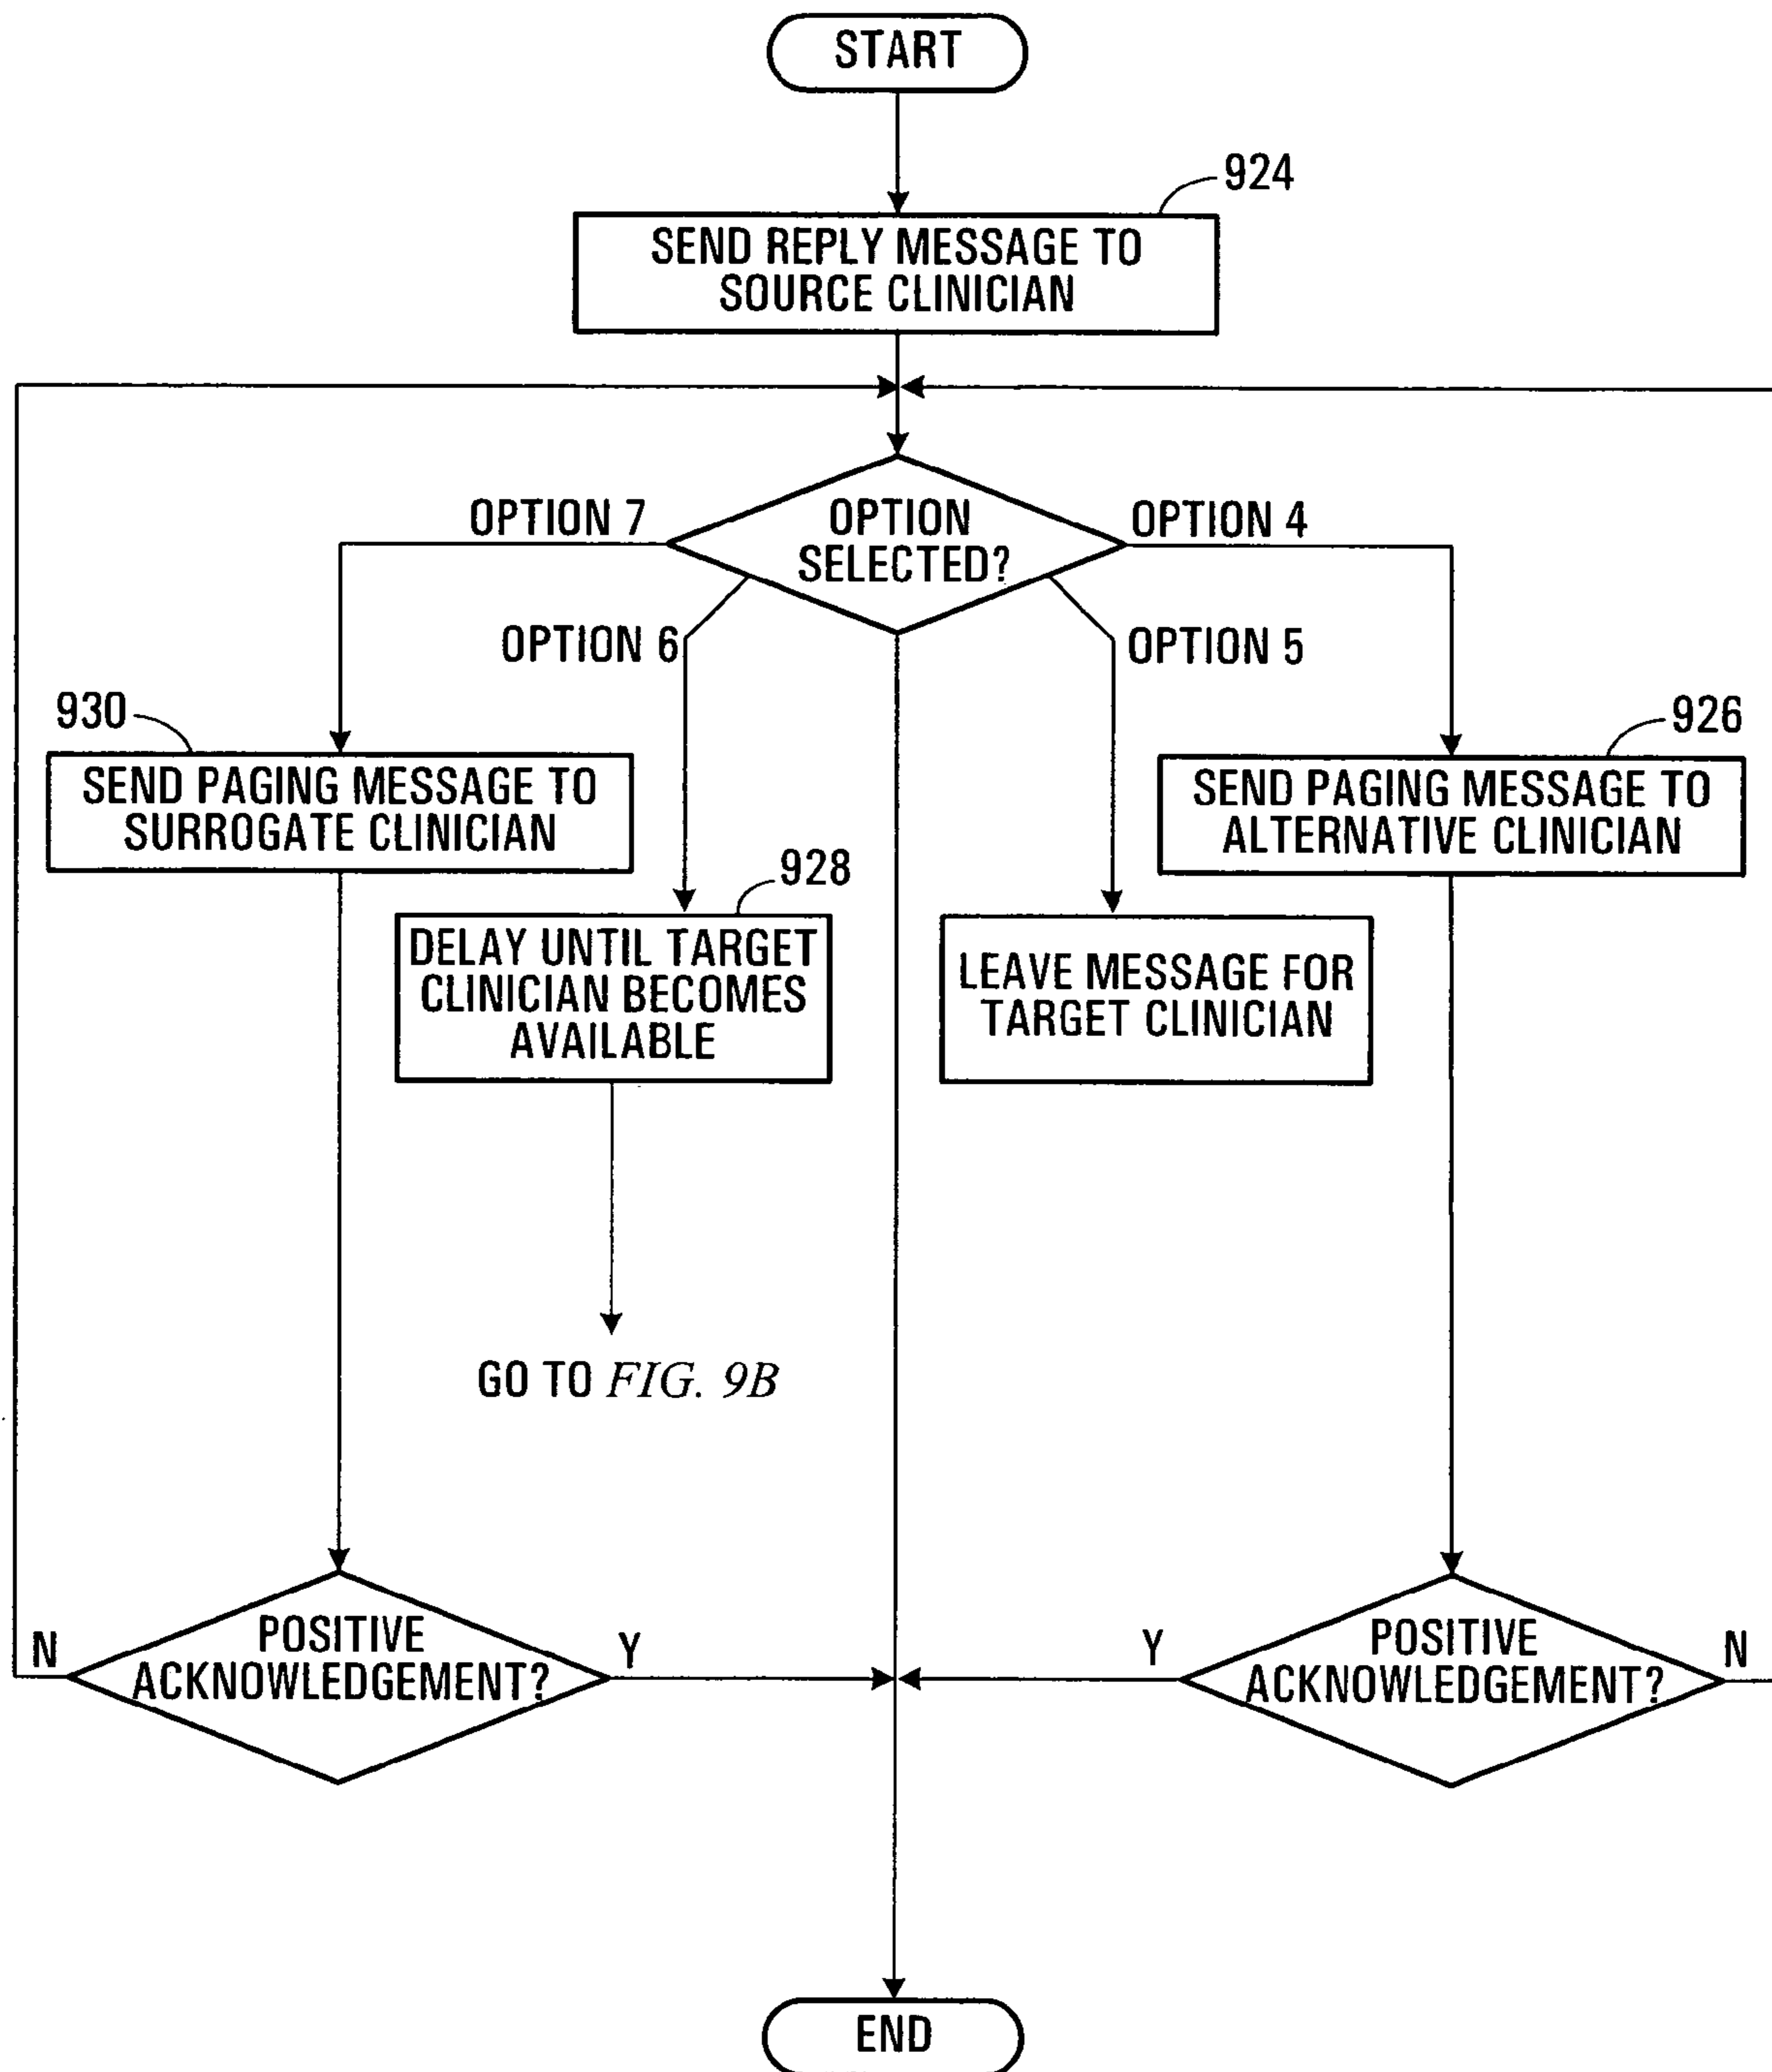 START
924
SEND REPLY MESSAGE TO
SOURCE CLINICIAN
OPTION 7
OPTION
SELECTED?
OPTION 4
OPTION 6
OPTION 5
930
SEND PAGING MESSAGE TO
SURROGATE CLINICIAN
926
SEND PAGING MESSAGE TO
ALTERNATIVE CLINICIAN
928
DELAY UNTIL TARGET
CLINICIAN BECOMES
AVAILABLE
LEAVE MESSAGE FOR
TARGET CLINICIAN
GO TO FIG. 9B
N
POSITIVE
ACKNOWLEDGEMENT?
Y
Y
POSITIVE
ACKNOWLEDGEMENT?
N
END